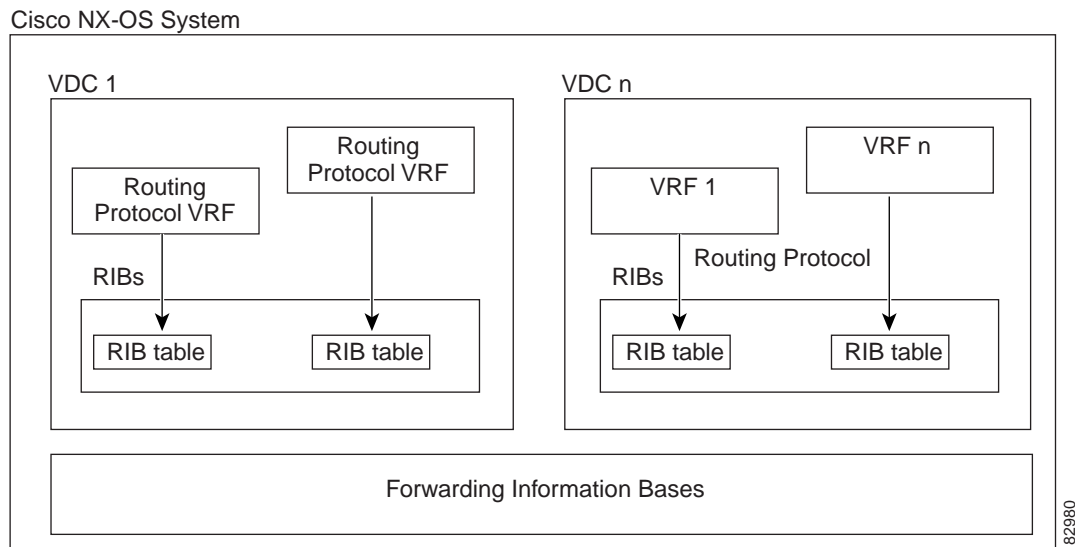 Cisco NX-OS System
VDC 1
VDC n
Routing
Protocol VRF
Routing
Protocol VRF
VRF 1
VRF n
RIBs
RIBs
Routing Protocol
RIB table
RIB table
RIB table
RIB table
Forwarding Information Bases
82980